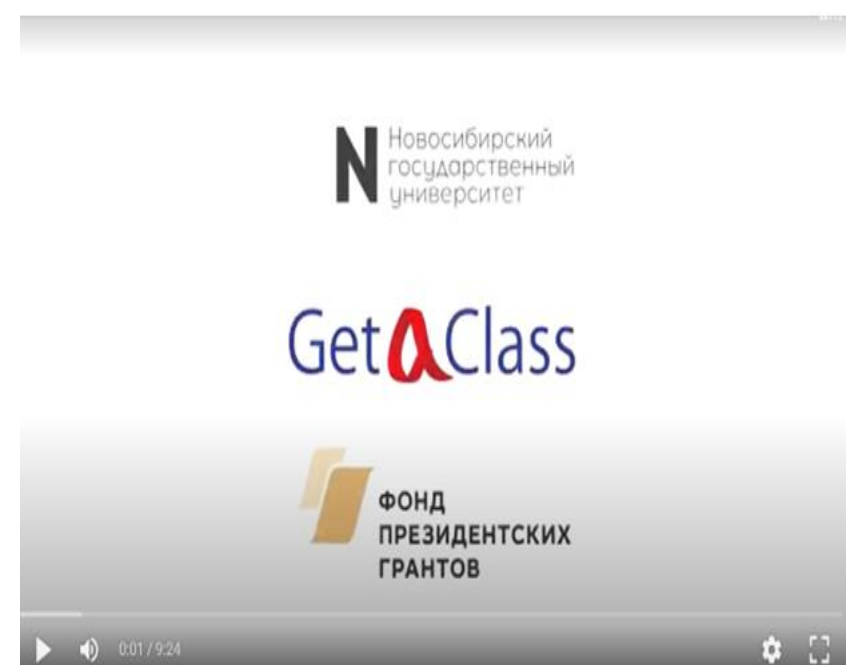 Новосибирский
государственный
университет
GetAClass
ФОНД
ПРЕЗИДЕНТСКИХ
ГРАНТОВ
0:01 / 9:24